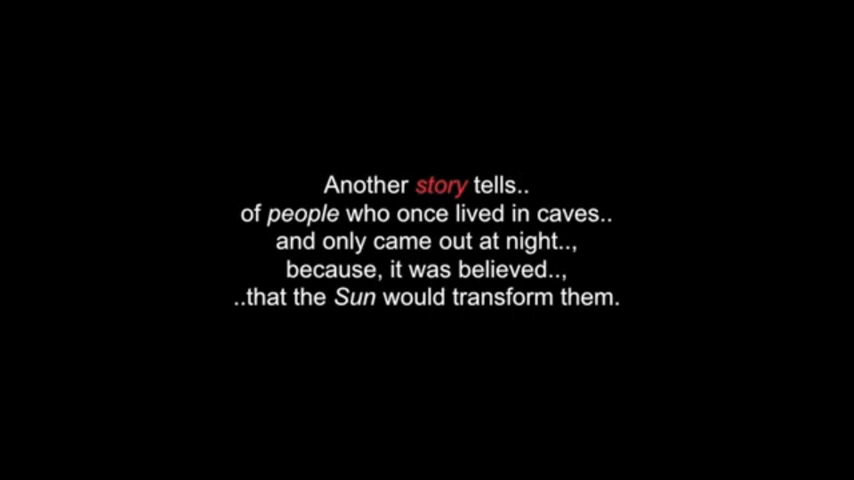 Another story tells..
of people who once lived in caves..
and only came out at night..,
because, it was believed..,
..that the Sun would transform them.